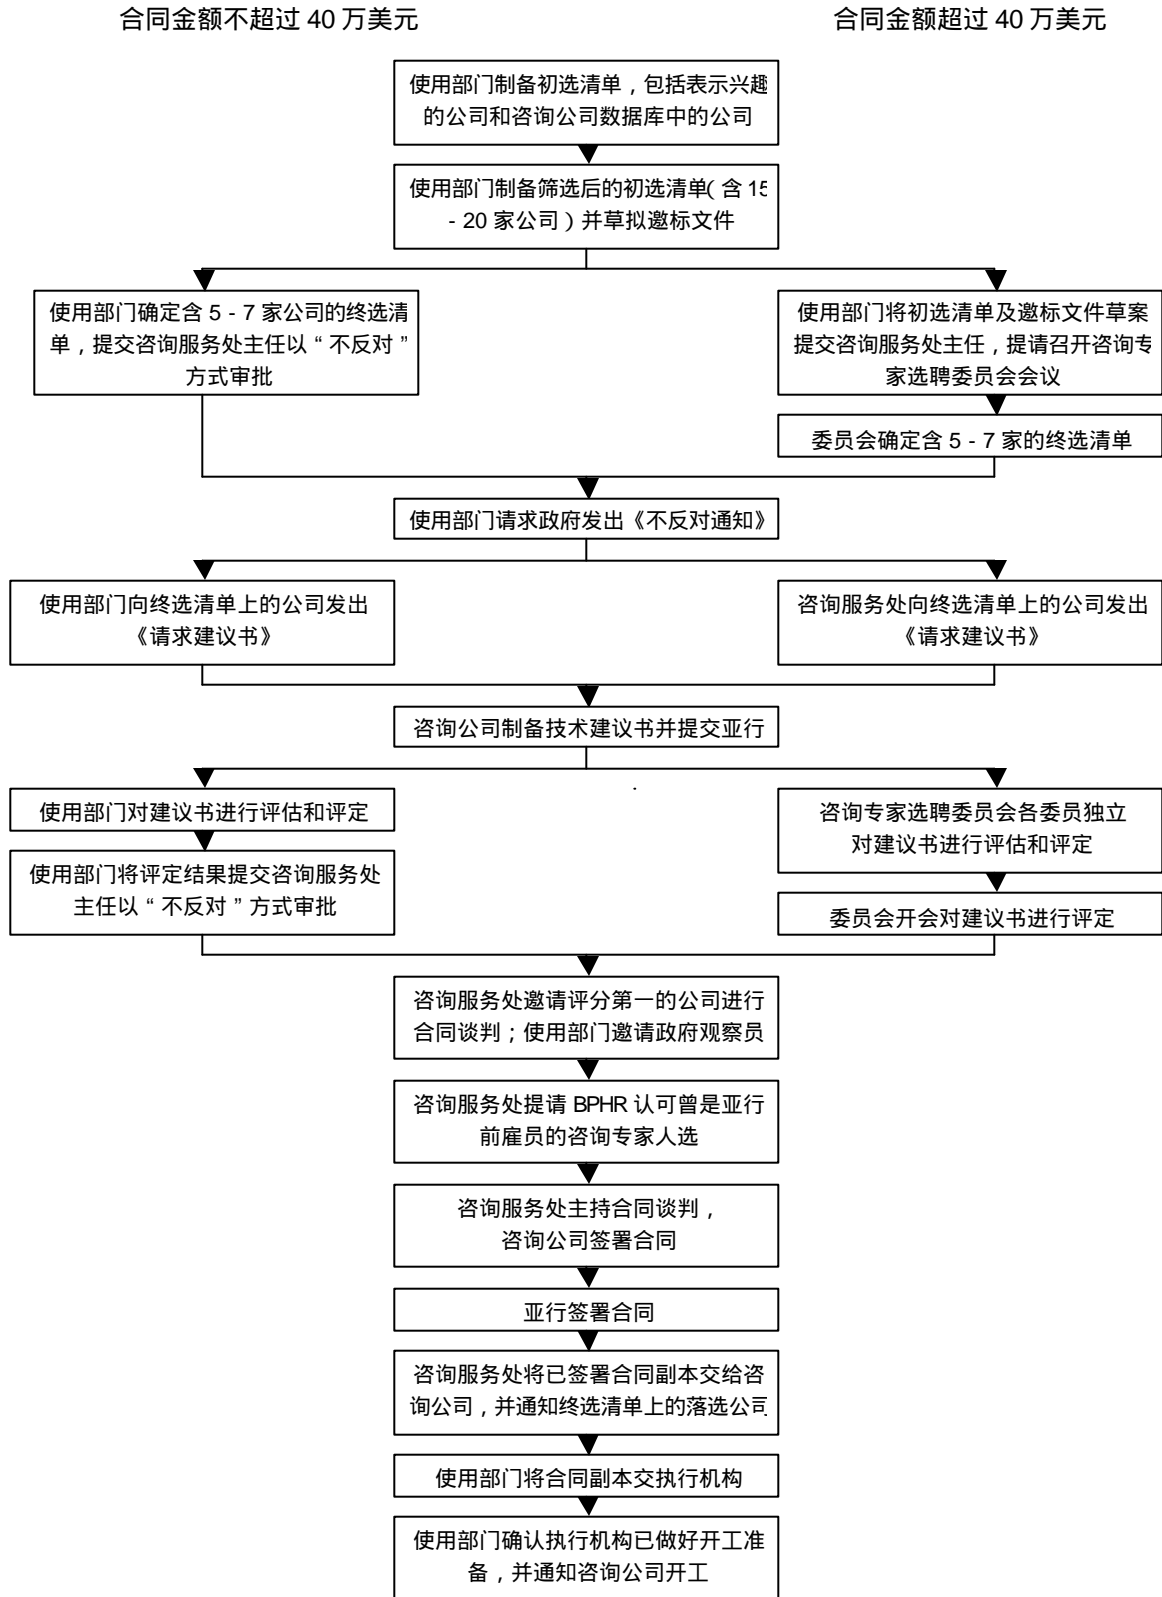 合同金额不超过 40 万美元
合同金额超过 40 万美元
使用部门制备初选清单，包括表示兴趣
的公司和咨询公司数据库中的公司
使用部门制备筛选后的初选清单( 含 15
- 20 家公司 ) 并草拟邀标文件
使用部门确定含 5 - 7 家公司的终选清
单，提交咨询服务处主任以“ 不反对 ”
方式审批
使用部门将初选清单及邀标文件草案
提交咨询服务处主任，提请召开咨询专
家选聘委员会会议
委员会确定含 5 - 7 家的终选清单
使用部门请求政府发出《不反对通知》
使用部门向终选清单上的公司发出
《请求建议书》
咨询服务处向终选清单上的公司发出
《请求建议书》
咨询公司制备技术建议书并提交亚行
使用部门对建议书进行评估和评定
使用部门将评定结果提交咨询服务处
主任以“ 不反对 ”方式审批
咨询专家选聘委员会各委员独立
对建议书进行评估和评定
委员会开会对建议书进行评定
咨询服务处邀请评分第一的公司进行
合同谈判；使用部门邀请政府观察员
咨询服务处提请 BPHR 认可曾是亚行
前雇员的咨询专家人选
咨询服务处主持合同谈判，
咨询公司签署合同
亚行签署合同
咨询服务处将已签署合同副本交给咨
询公司，并通知终选清单上的落选公司
使用部门将合同副本交执行机构
使用部门确认执行机构已做好开工准
备，并通知咨询公司开工